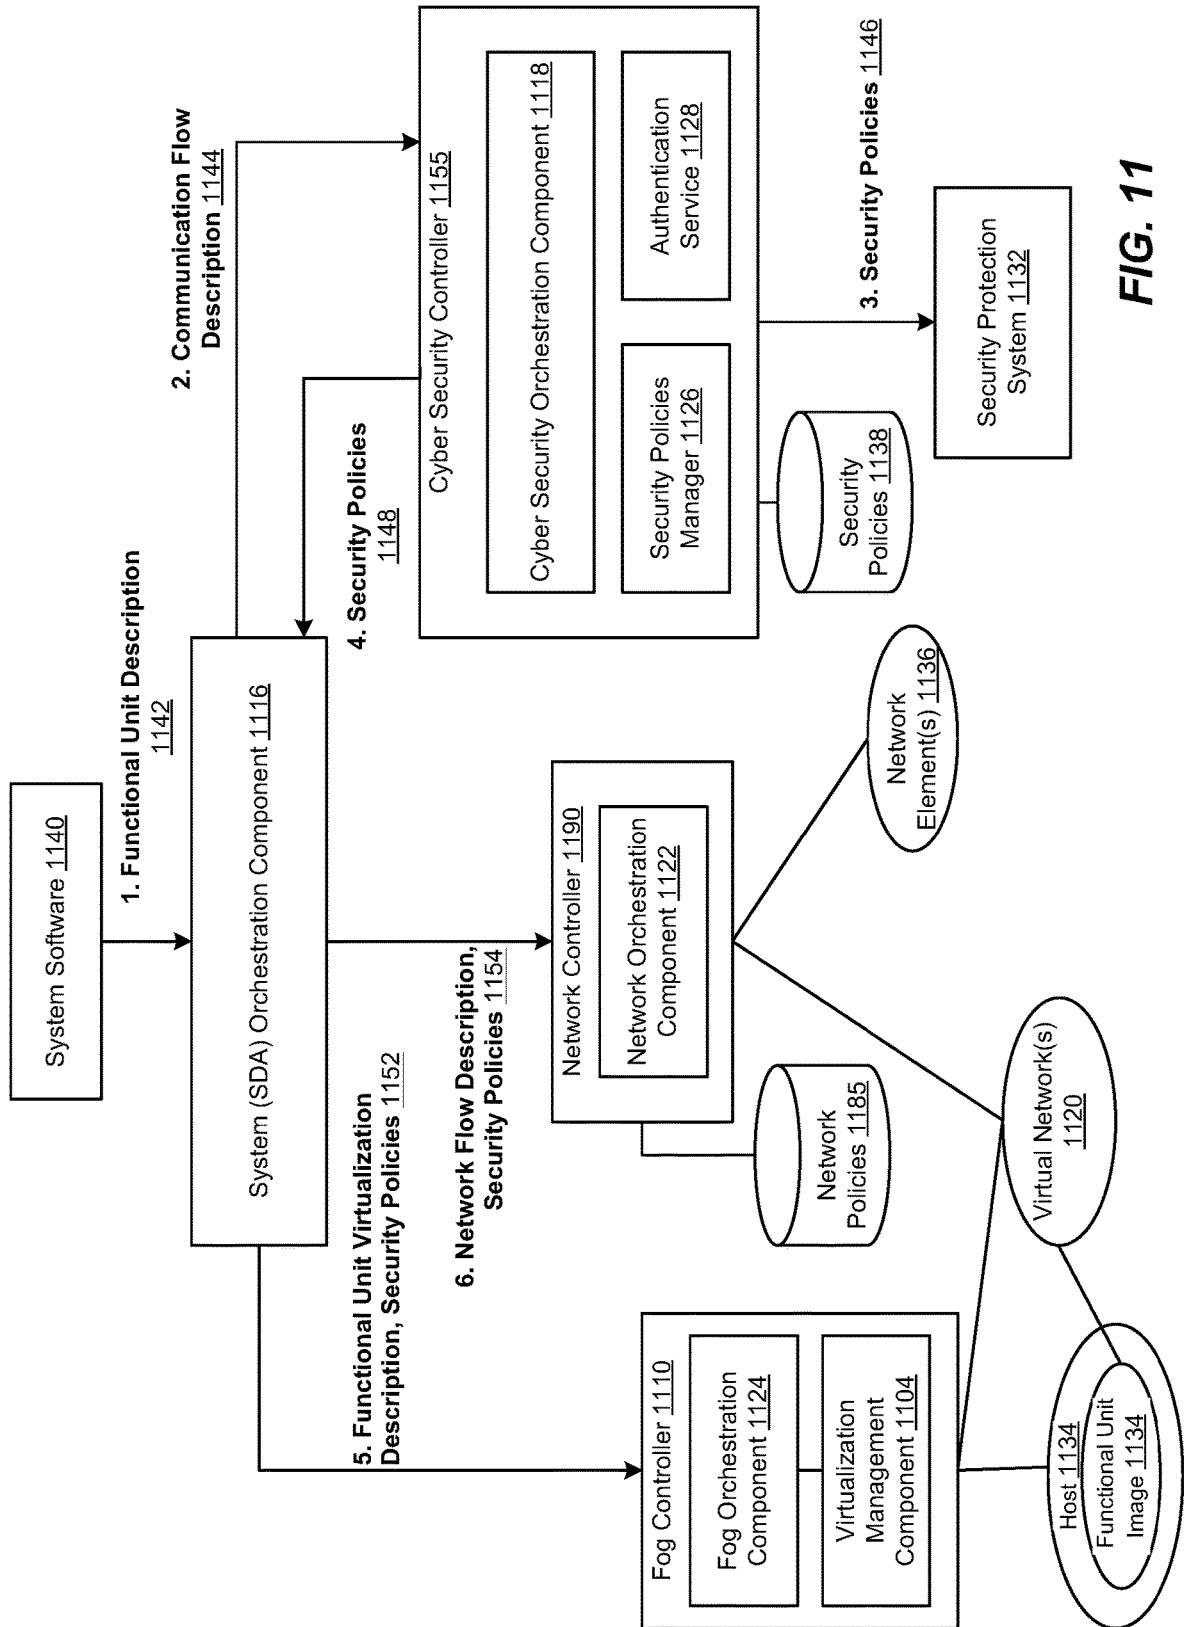 System Software 1140
1. Functional Unit Description
1142
System (SDA) Orchestration Component 1116
2. Communication Flow
Description 1144
4. Security Policies
1148
Cyber Security Controller 1155
Cyber Security Orchestration Component 1118
Security Policies
Manager 1126
Authentication
Service 1128
Security
Policies 1138
3. Security Policies 1146
Security Protection
System 1132
5. Functional Unit Virtualization
Description, Security Policies 1152
6. Network Flow Description,
Security Policies 1154
Network Controller 1190
Network Orchestration
Component 1122
Network
Policies 1185
Network
Element(s) 1136
Fog Controller 1110
Fog Orchestration
Component 1124
Virtualization
Management
Component 1104
Virtual Network(s)
1120
Host 1134
Functional Unit
Image 1134
FIG. 11